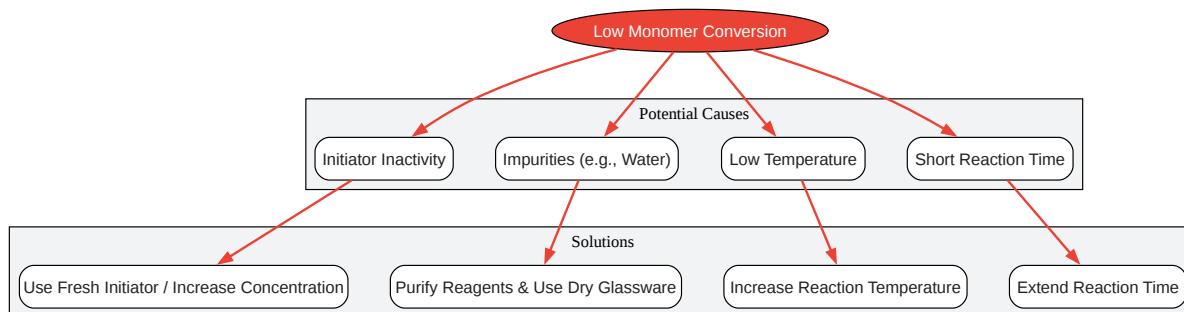 Low Monomer Conversion
Potential Causes
Initiator Inactivity
Impurities (e.g., Water)
Low Temperature
Short Reaction Time
Solutions
Use Fresh Initiator / Increase Concentration
Purify Reagents & Use Dry Glassware
Increase Reaction Temperature
Extend Reaction Time